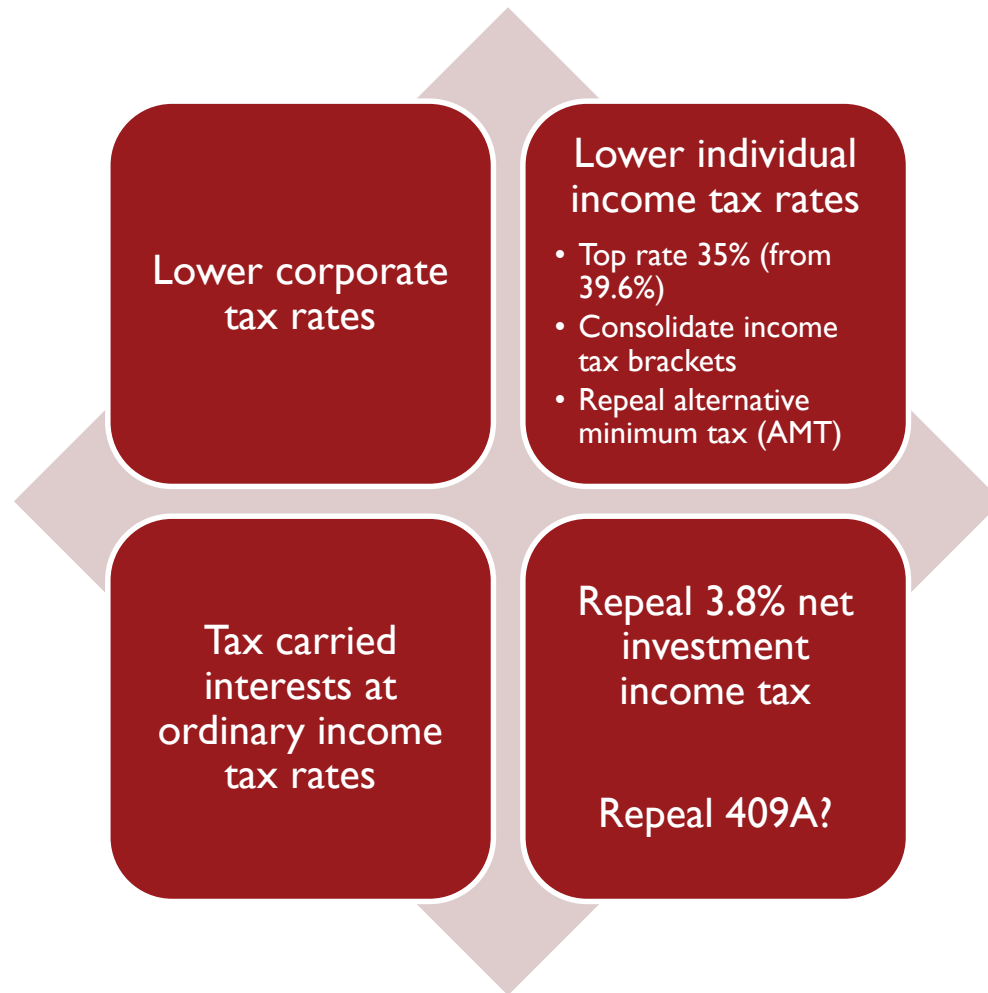 Lower corporate
tax rates
Lower individual
income tax rates
• Top rate 35% (from
39.6%)
• Consolidate income
tax brackets
• Repeal alternative
minimum tax (AMT)
Tax carried
interests at
ordinary income
tax rates
Repeal 3.8% net
investment
income tax
Repeal 409A?